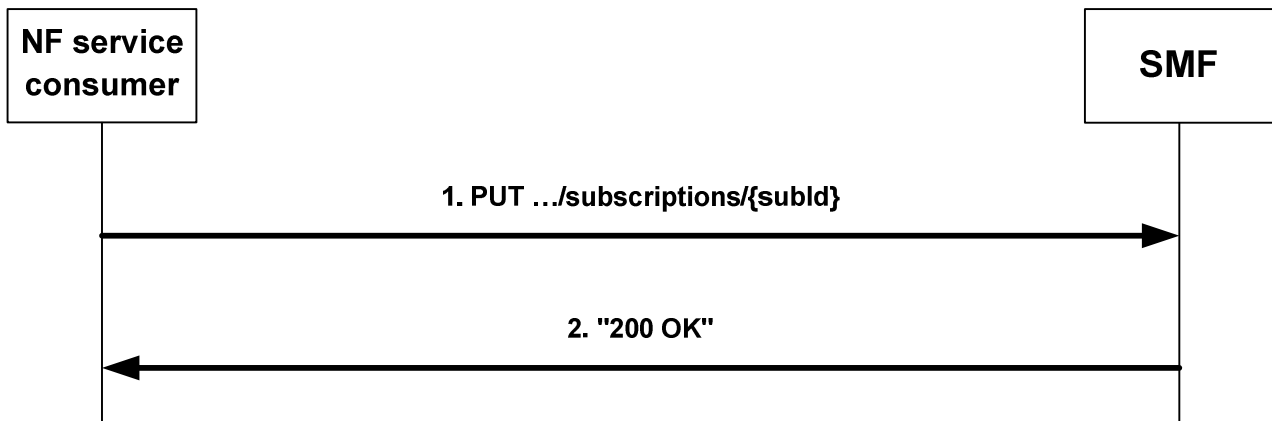 NF service
consumer
SMF
1. PUT …/subscriptions/{subId}
2. "200 OK"